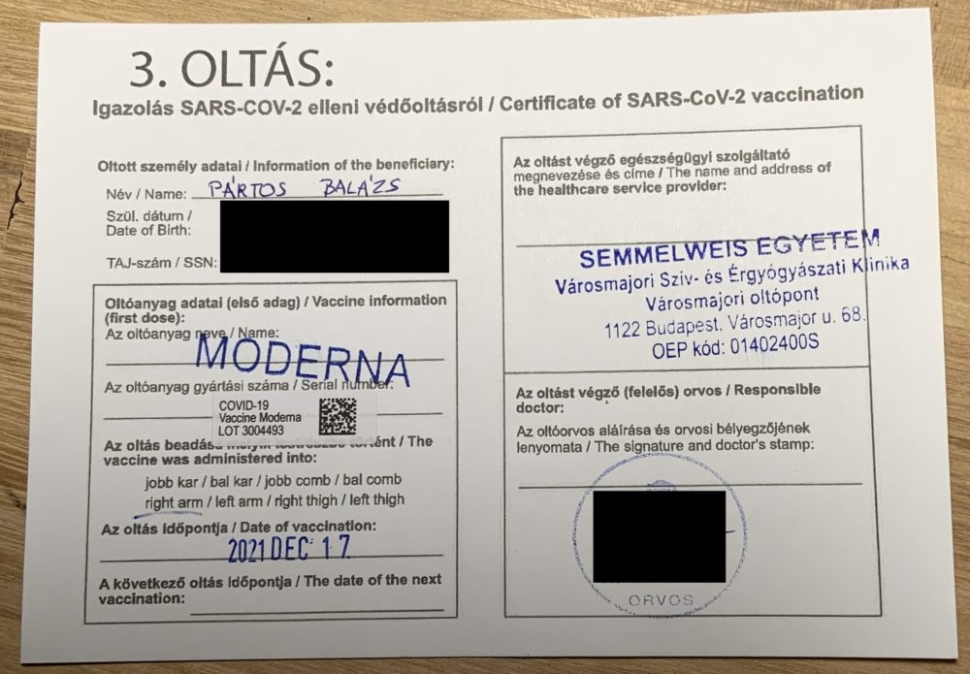 3. OLTÁS:
Igazolás SARS-COV-2 elleni védőoltásról / Certificate of SARS-CoV-2 vaccination
Oltott személy adatai / Information of the beneficiary:
Név / Name: PÁRTOS BALÁZS
Szül. dátum /
Date of Birth:
TAJ-szám / SSN:
Oltóanyag adatai (első adag) / Vaccine information
(first dose):
Az oltóanyag neve / Name:
MODERNA
Az oltóanyag gyártási száma / Serial number:
COVID-19
Vaccine Moderna
LOT 3004493
Az oltás / The
vaccine was administered into:
jobb kar / bal kar / jobb comb / bal comb
right arm / left arm / right thigh / left thigh
Az oltás időpontja / Date of vaccination:
2021 DEC 17.
A következő oltás időpontja / The date of the next
vaccination:
Az oltást végző egészségügyi szolgáltató
megnevezése és címe / The name and address of
the healthcare service provider:
SEMMELWEIS EGYETEM
Városmajori Szív- és Érgyógyászati Klinika
Városmajori oltópont
1122 Budapest, Városmajor u. 68.
OEP kód: 01402400S
Az oltást végző (felelős) orvos / Responsible
doctor:
Az oltóorvos aláírása és orvosi bélyegzőjének
lenyomata / The signature and doctor's stamp:
ORVOS